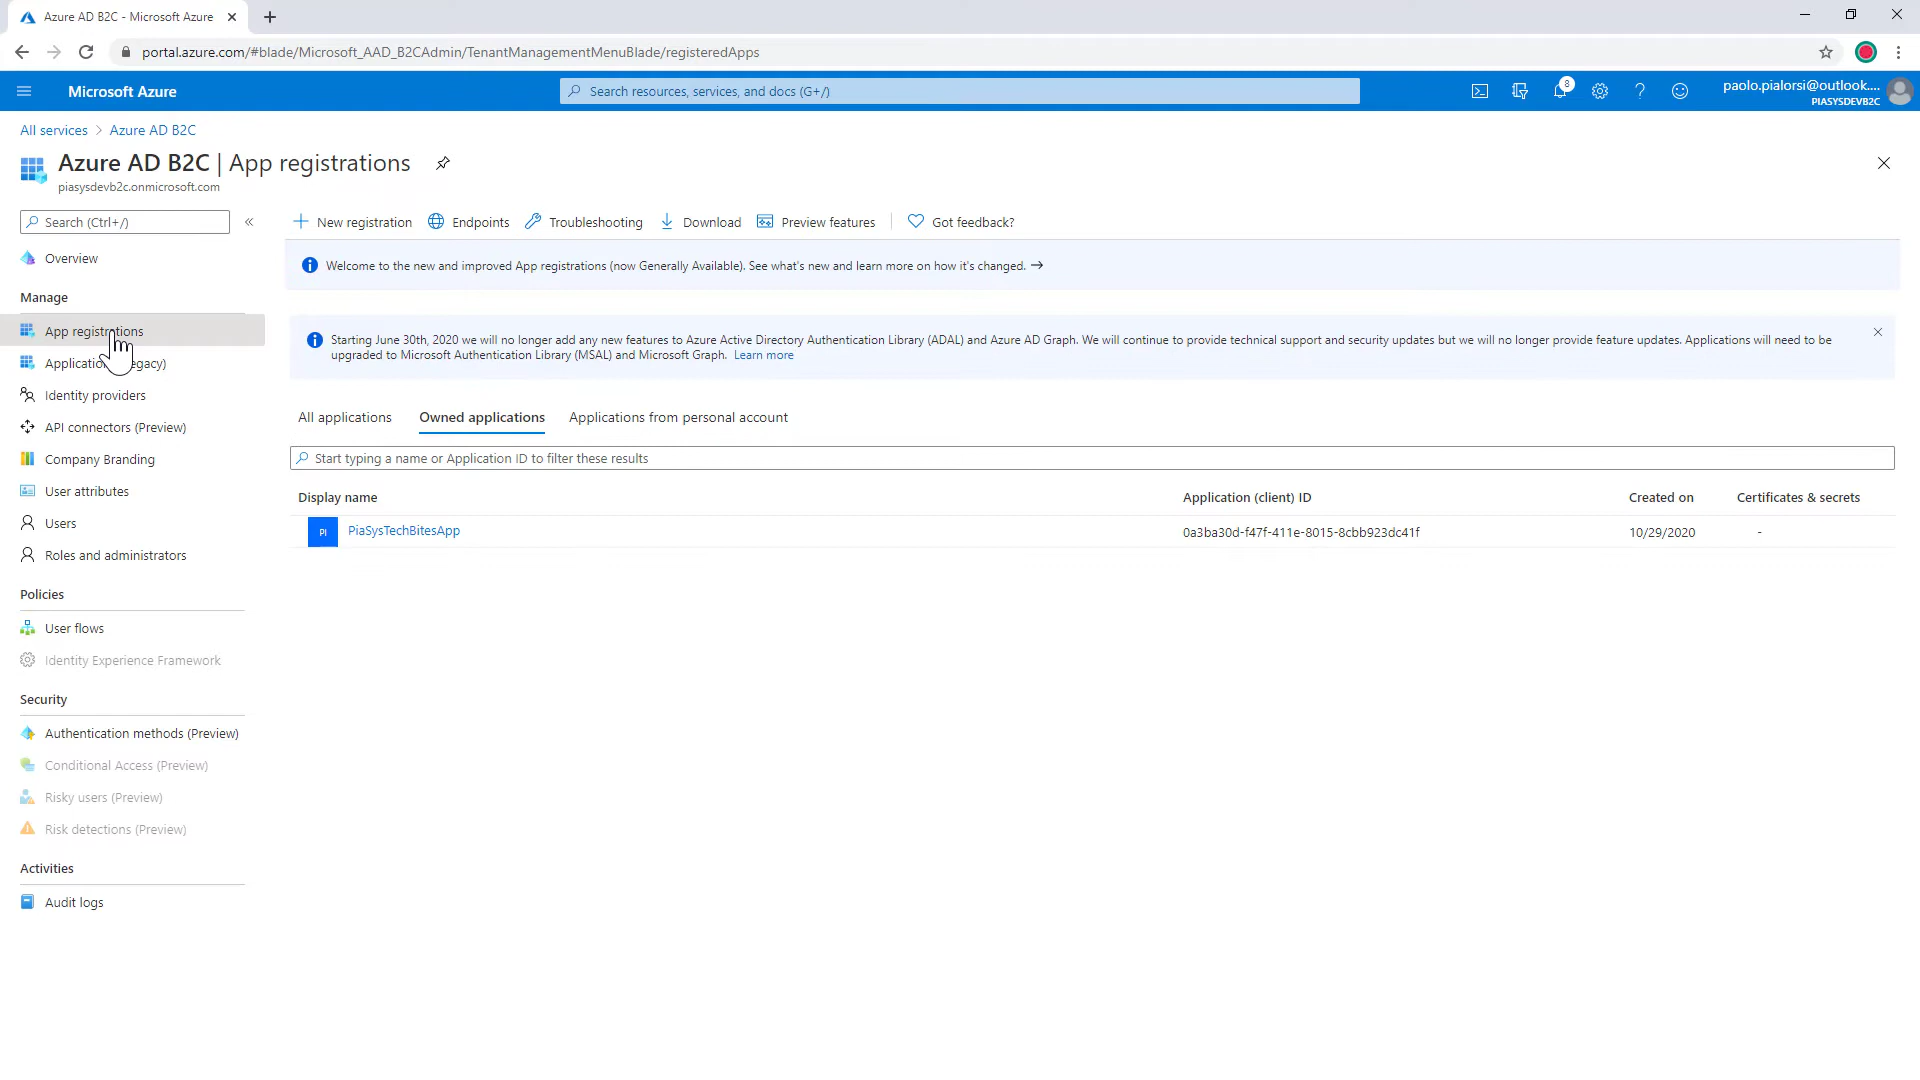 Azure AD B2C - Microsoft Azure
portal.azure.com/#blade/Microsoft_AAD_B2CAdmin/TenantManagementMenuBlade/registeredApps
Microsoft Azure
Search resources, services, and docs (G+/)
8
paolo.pialorsi@outlook....
PIASYSDEVB2C
All services > Azure AD B2C
Azure AD B2C | App registrations
piasysdevb2c.onmicrosoft.com
Search (Ctrl+/)
«
Overview
Manage
App registrations
Applicatio egacy)
Identity providers
API connectors (Preview)
Company Branding
User attributes
Users
Roles and administrators
Policies
User flows
Identity Experience Framework
Security
Authentication methods (Preview)
Conditional Access (Preview)
Risky users (Preview)
Risk detections (Preview)
Activities
Audit logs
New registration
Endpoints
Troubleshooting
Download
Preview features
Got feedback?
Welcome to the new and improved App registrations (now Generally Available). See what's new and learn more on how it's changed. →
Starting June 30th, 2020 we will no longer add any new features to Azure Active Directory Authentication Library (ADAL) and Azure AD Graph. We will continue to provide technical support and security updates but we will no longer provide feature updates. Applications will need to be
upgraded to Microsoft Authentication Library (MSAL) and Microsoft Graph. Learn more
All applications
Owned applications
Applications from personal account
Start typing a name or Application ID to filter these results
Display name
Application (client) ID
Created on
Certificates & secrets
PI
PiaSysTechBitesApp
0a3ba30d-f47f-411e-8015-8cbb923dc41f
10/29/2020
-